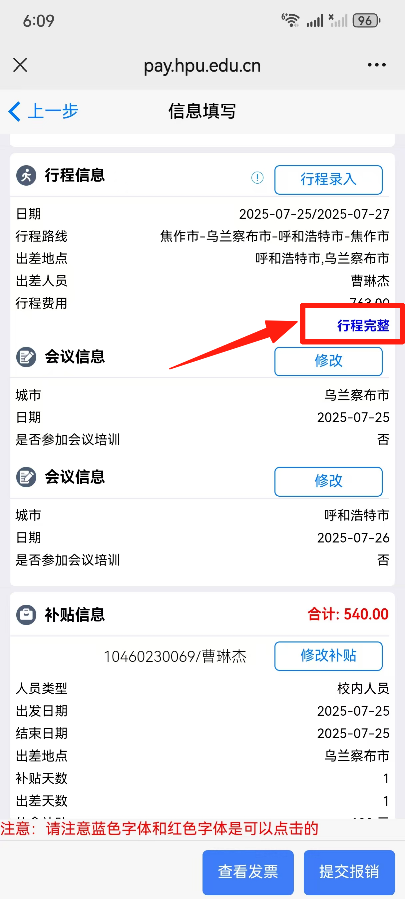 6:09
96
pay.hpu.edu.cn
上一步
信息填写
行程信息
行程录入
日期
2025-07-25/2025-07-27
行程路线
焦作市-乌兰察布市-呼和浩特市-焦作市
出差地点
呼和浩特市,乌兰察布市
出差人员
曹琳杰
行程费用
763.00
行程完整
会议信息
修改
城市
乌兰察布市
日期
2025-07-25
是否参加会议培训
否
会议信息
修改
城市
呼和浩特市
日期
2025-07-26
是否参加会议培训
否
补贴信息
合计: 540.00
10460230069/曹琳杰
修改补贴
人员类型
校内人员
出发日期
2025-07-25
结束日期
2025-07-25
出差地点
乌兰察布市
补贴天数
1
出差天数
1
注意：请注意蓝色字体和红色字体是可以点击的
查看发票
提交报销